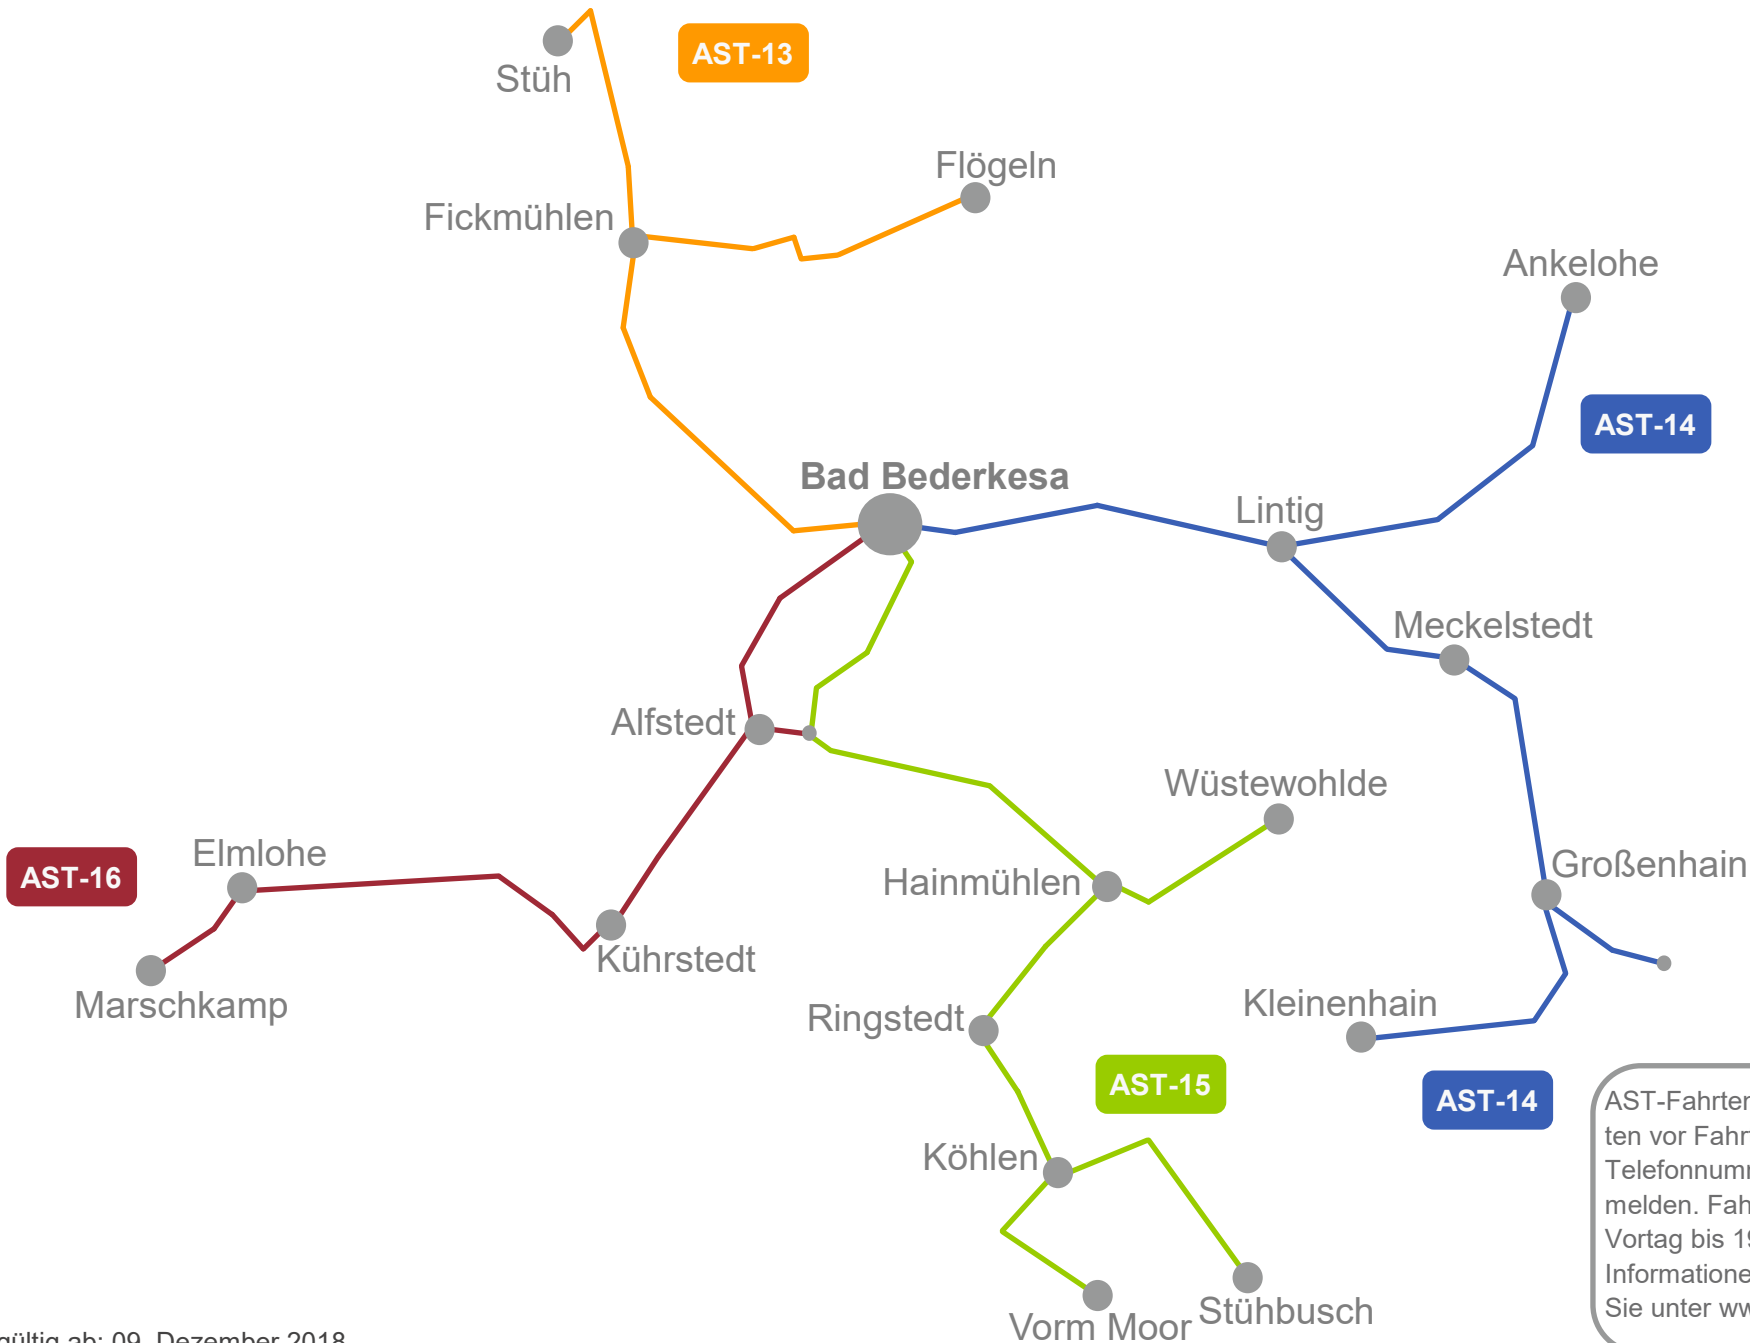 AST-13
Stüh
Flögeln
Fickmühlen
Ankelohe
AST-14
Bad Bederkesa
Lintig
Meckelstedt
Alfstedt
Wüstewohlde
Elmlohe
Großenhain
AST-16
Hainmühlen
Kührstedt
Marschkamp
Ringstedt
Kleinenhain
AST-15
AST-14
AST-Fahrten
ten vor Fahr
Telefonnum
melden. Fah
Vortag bis 19
Informatione
Sie unter ww
Köhlen
Stühbusch
Vorm Moor
gültig ab: 09. Dezember 2018